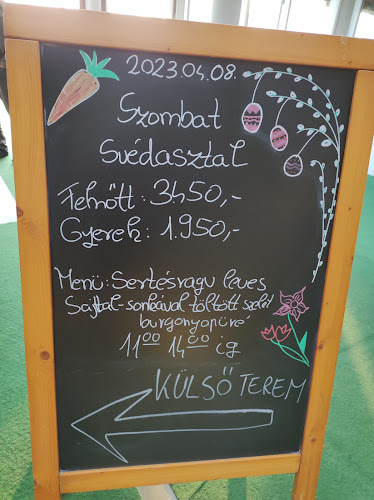 2023.04.08.
Szombat
Svédasztal
Felnőtt: 3450,-
Gyerek: 1.950,-
Menü: Sertésragu leves
Sajttal-sonkával töltött szelet
burgonyapüré
11⁰⁰ 14⁰⁰ ig
KÜLSŐ TEREM